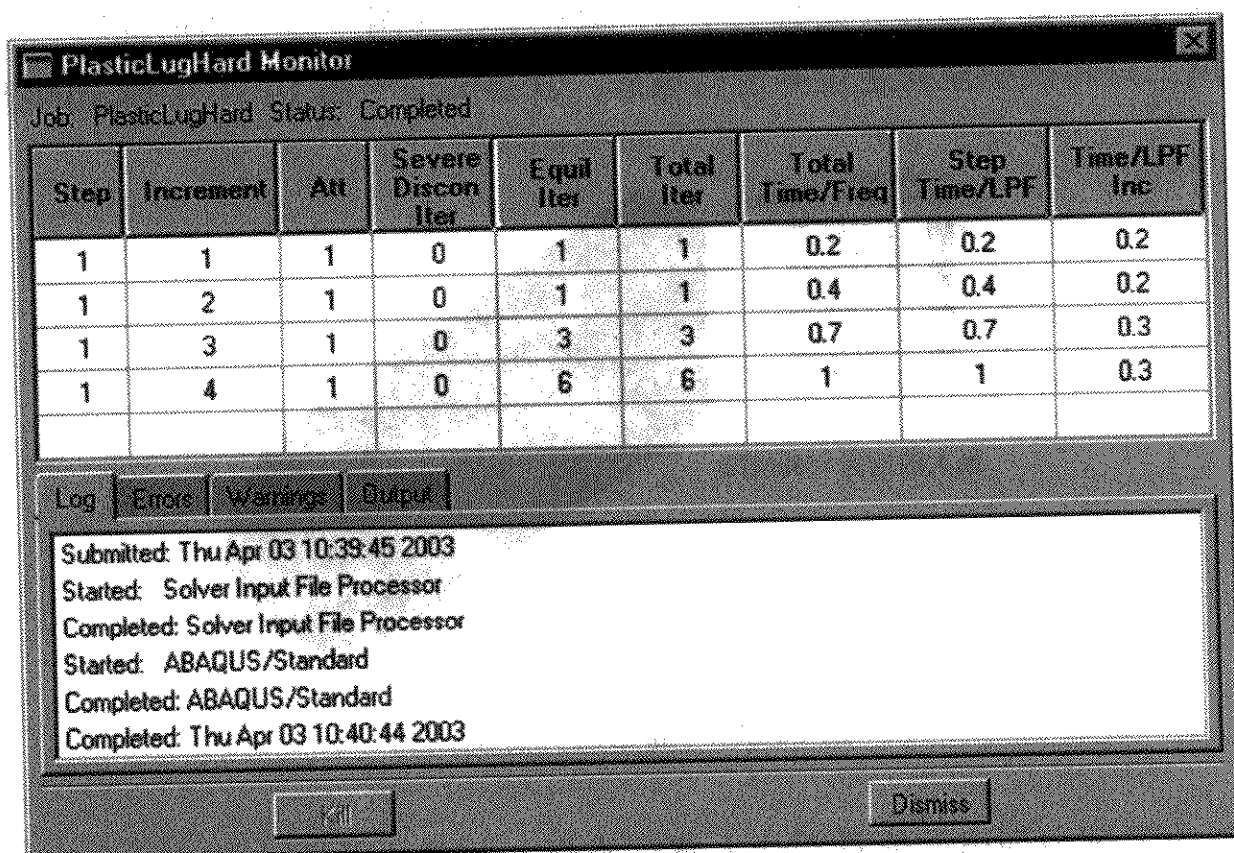 PlasticLugHard Monitor
Job: PlasticLugHard Status: Completed
Step Increment Att Severe Discon Iter Equil Iter Total Iter Total Time/Freq Step Time/LPF Time/LPF Inc
1 1 1 0 1 1 0.2 0.2 0.2
1 2 1 0 1 1 0.4 0.4 0.2
1 3 1 0 3 3 0.7 0.7 0.3
1 4 1 0 6 6 1 1 0.3
Log Errors Warnings Output
Submitted: Thu Apr 03 10:39:45 2003
Started: Solver Input File Processor
Completed: Solver Input File Processor
Started: ABAQUS/Standard
Completed: ABAQUS/Standard
Completed: Thu Apr 03 10:40:44 2003
Kill Dismiss